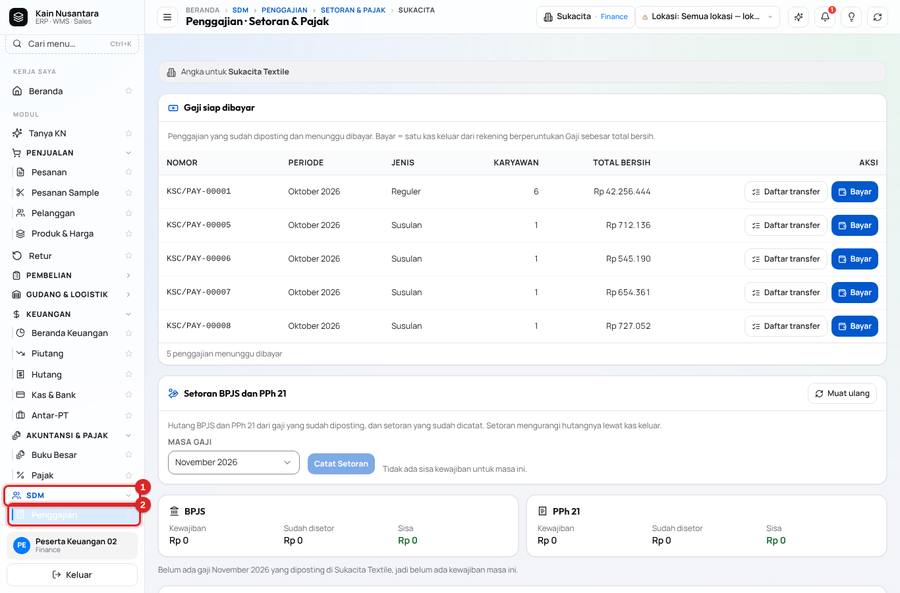 Kain Nusantara
ERP · WMS · Sales
Cari menu... Ctrl+K
KERJA SAYA
Beranda
MODUL
Tanya KN
PENJUALAN
Pesanan
Pesanan Sample
Pelanggan
Produk & Harga
Retur
PEMBELIAN
GUDANG & LOGISTIK
KEUANGAN
Beranda Keuangan
Piutang
Hutang
Kas & Bank
Antar-PT
AKUNTANSI & PAJAK
Buku Besar
Pajak
1
SDM
2
Penggajian
PE
Peserta Keuangan 02
Finance
Keluar
BERANDA › SDM › PENGGAJIAN › SETORAN & PAJAK › SUKACITA
Penggajian · Setoran & Pajak
Sukacita · Finance
Lokasi: Semua lokasi — lok...
1
Angka untuk Sukacita Textile
Gaji siap dibayar
Penggajian yang sudah diposting dan menunggu dibayar. Bayar = satu kas keluar dari rekening berperuntukan Gaji sebesar total bersih.
NOMOR PERIODE JENIS KARYAWAN TOTAL BERSIH AKSI
KSC/PAY-00001 Oktober 2026 Reguler 6 Rp 42.256.444 Daftar transfer Bayar
KSC/PAY-00005 Oktober 2026 Susulan 1 Rp 712.136 Daftar transfer Bayar
KSC/PAY-00006 Oktober 2026 Susulan 1 Rp 545.190 Daftar transfer Bayar
KSC/PAY-00007 Oktober 2026 Susulan 1 Rp 654.361 Daftar transfer Bayar
KSC/PAY-00008 Oktober 2026 Susulan 1 Rp 727.052 Daftar transfer Bayar
5 penggajian menunggu dibayar
Setoran BPJS dan PPh 21
Muat ulang
Hutang BPJS dan PPh 21 dari gaji yang sudah diposting, dan setoran yang sudah dicatat. Setoran mengurangi hutangnya lewat kas keluar.
MASA GAJI
November 2026
Catat Setoran
Tidak ada sisa kewajiban untuk masa ini.
BPJS
Kewajiban Sudah disetor Sisa
Rp 0 Rp 0 Rp 0
PPh 21
Kewajiban Sudah disetor Sisa
Rp 0 Rp 0 Rp 0
Belum ada gaji November 2026 yang diposting di Sukacita Textile, jadi belum ada kewajiban masa ini.